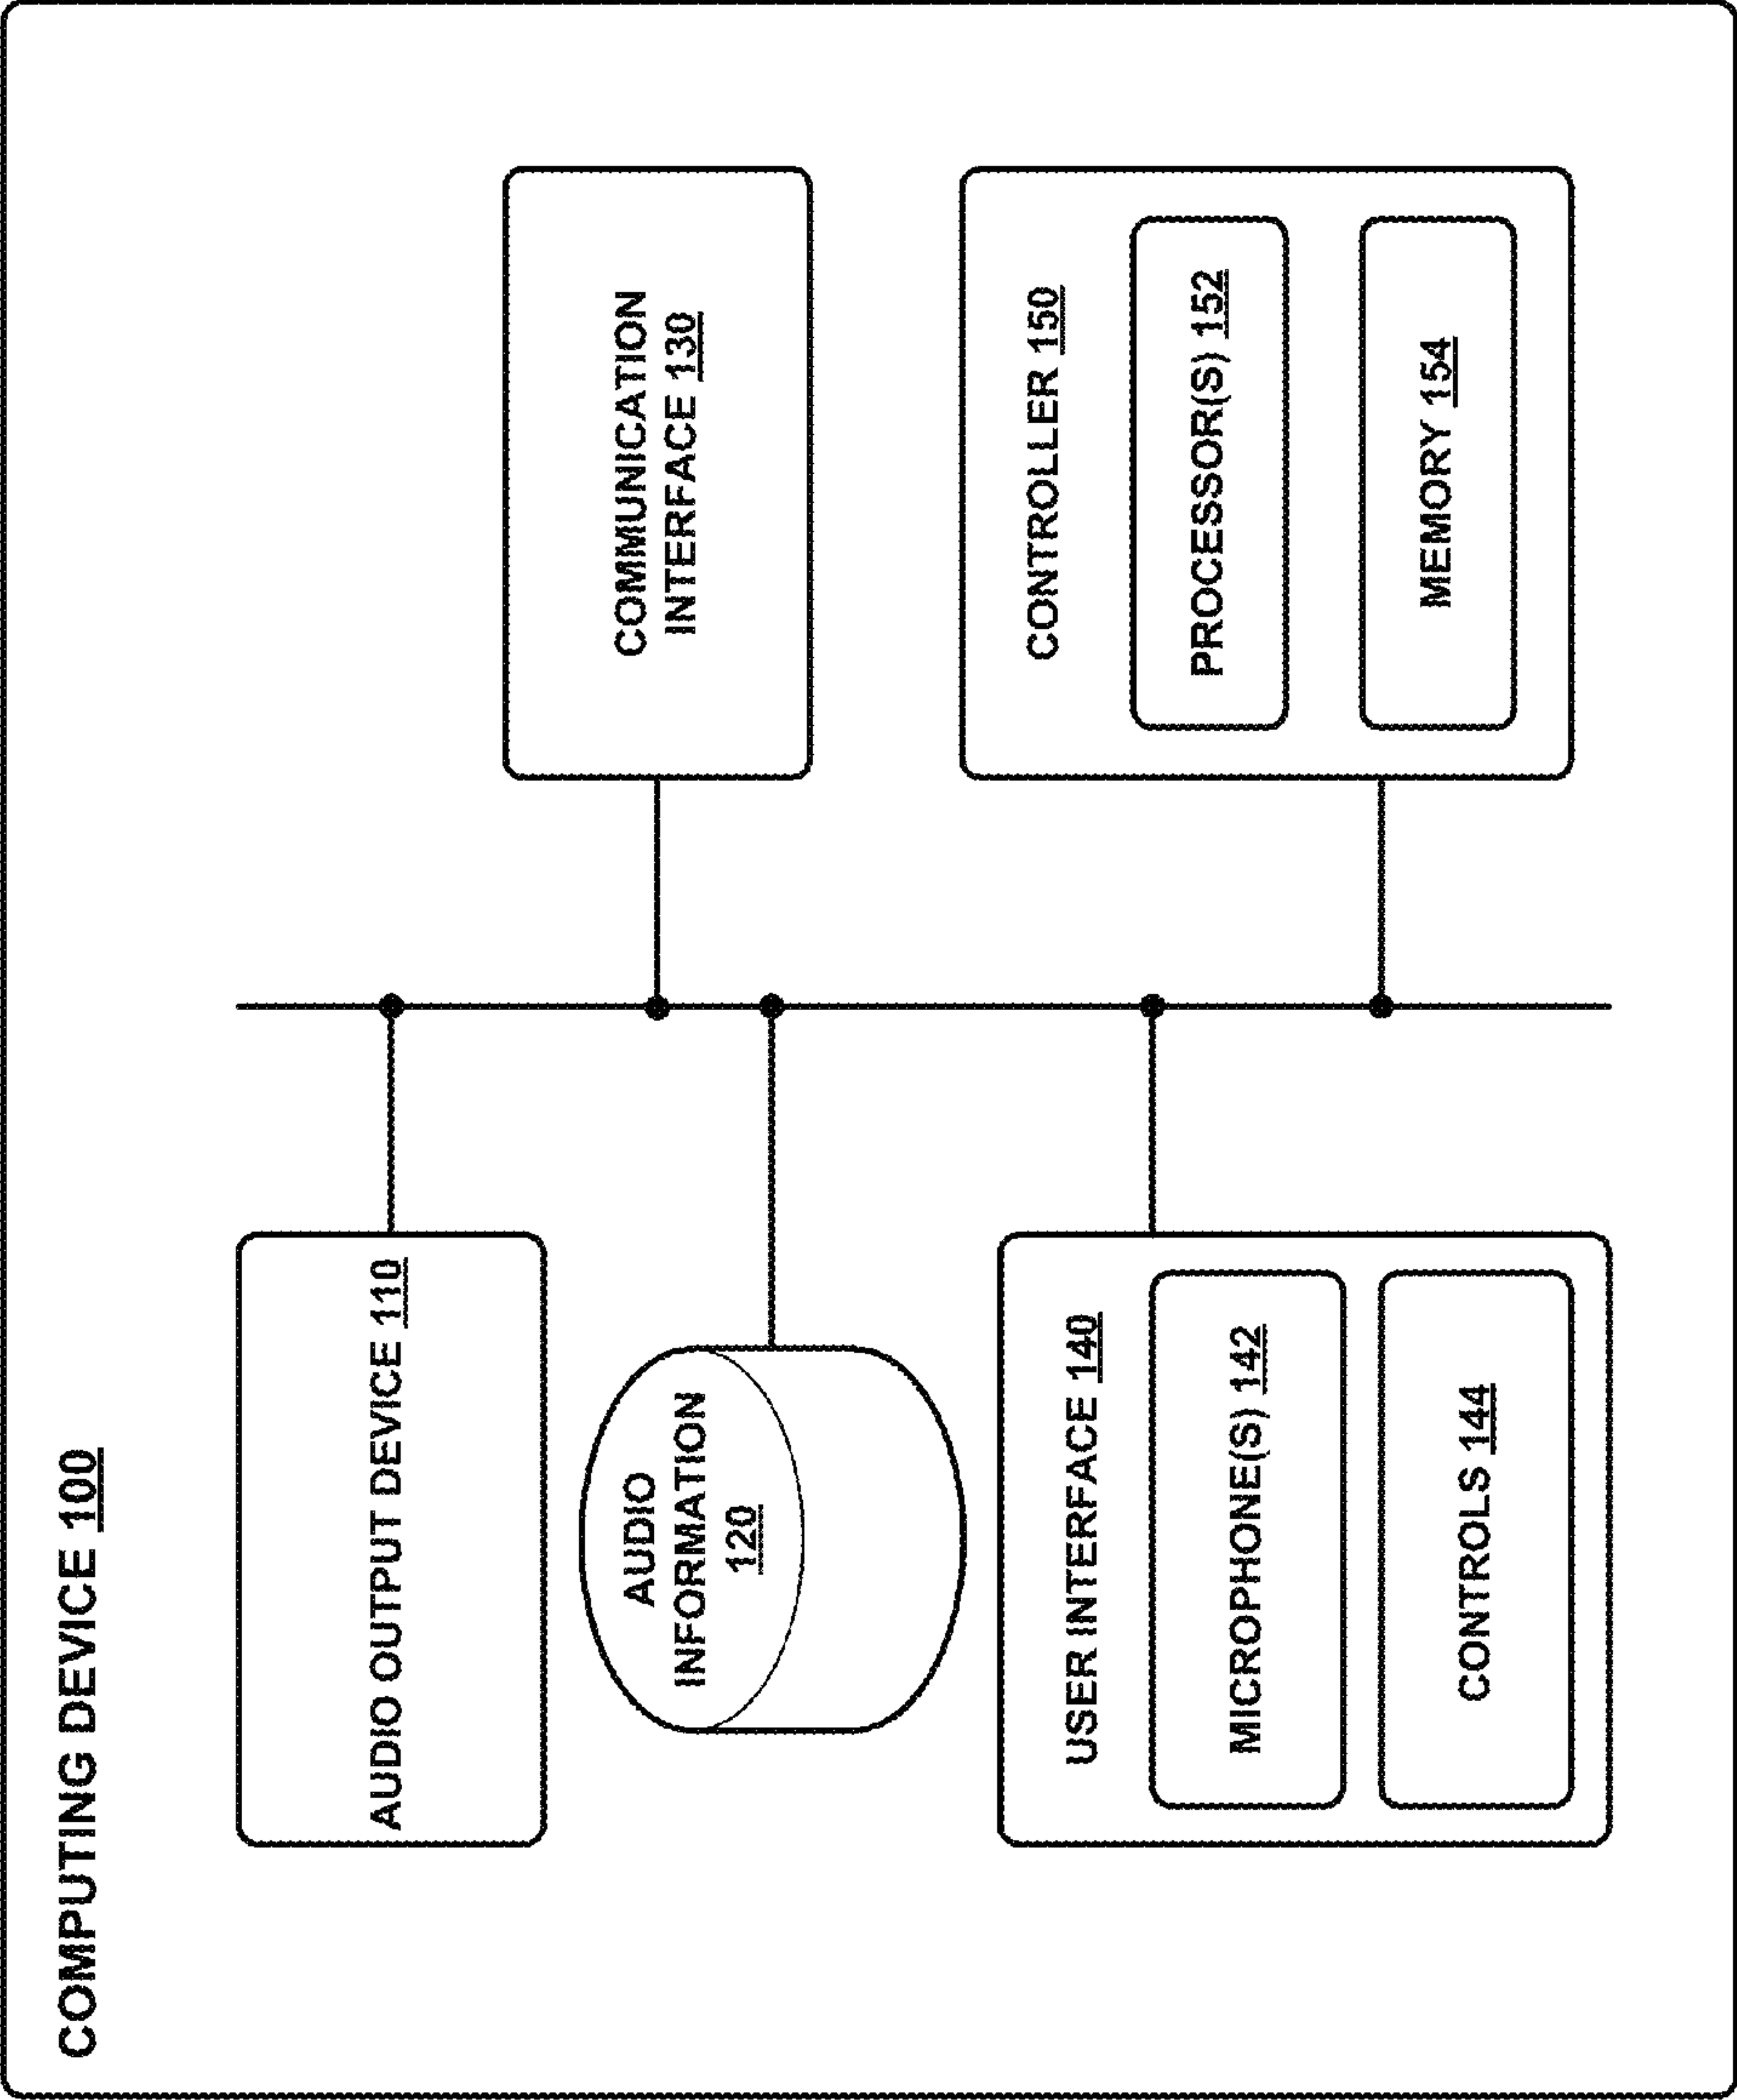 COMPUTING DEVICE 100
AUDIO OUTPUT DEVICE 110
AUDIO
INFORMATION
120
USER INTERFACE 140
MICROPHONE(S) 142
CONTROLS 144
COMMUNICATION
INTERFACE 130
CONTROLLER 150
PROCESSOR(S) 152
MEMORY 154